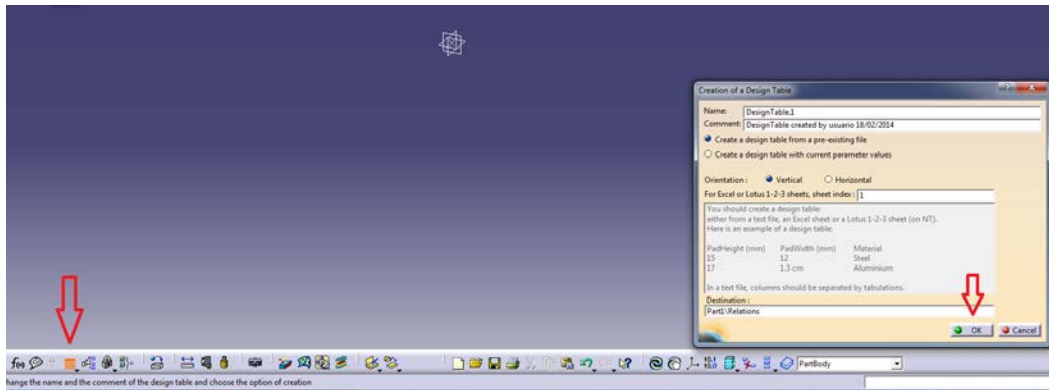 Creation of a Design Table
Name: DesignTable.1
Comment: DesignTable created by usuario 18/02/2014
Create a design table from a pre-existing file
Create a design table with current parameter values
Orientation : Vertical Horizontal
For Excel or Lotus 1-2-3 sheets, sheet index : 1
You should create a design table:
either from a text file, an Excel sheet or a Lotus 1-2-3 sheet (on NT).
Here is an example of a design table:
PadHeight (mm) PadWidth (mm) Material
15 12 Steel
17 1.3 cm Aluminium
In a text file, columns should be separated by tabulations.
Destination :
Part1\Relations
OK Cancel
f(x) PartBody
hange the name and the comment of the design table and choose the option of creation